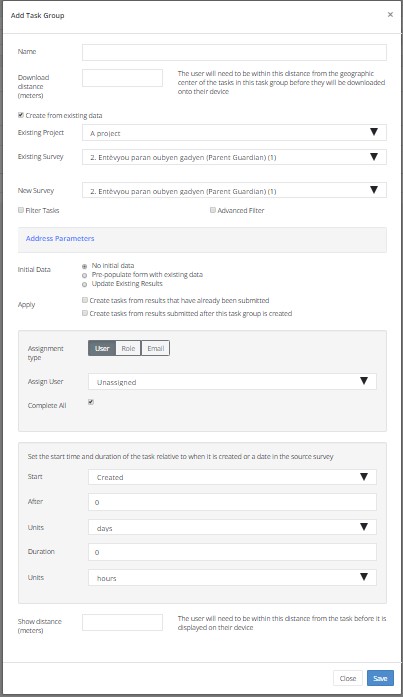 Add Task Group ×
Name
Download
distance
(meters)
The user will need to be within this distance from the geographic
center of the tasks in this task group before they will be downloaded
onto their device
Create from existing data
Existing Project A project
Existing Survey 2. Entèvyou paran oubyen gadyen (Parent Guardian) (1)
New Survey 2. Entèvyou paran oubyen gadyen (Parent Guardian) (1)
Filter Tasks Advanced Filter
Address Parameters
Initial Data
No initial data
Pre-populate form with existing data
Update Existing Results
Apply
Create tasks from results that have already been submitted
Create tasks from results submitted after this task group is created
Assignment
type
User Role Email
Assign User Unassigned
Complete All
Set the start time and duration of the task relative to when it is created or a date in the source survey
Start Created
After 0
Units days
Duration 0
Units hours
Show distance
(meters)
The user will need to be within this distance from the task before it is
displayed on their device
Close Save